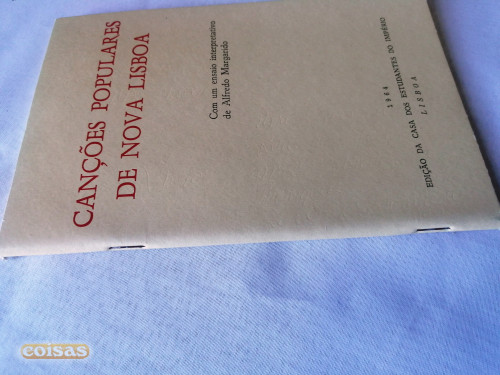 CANÇÕES POPULARES
DE NOVA LISBOA
Com um ensaio interpretativo
de Alfredo Margarido
1964
EDIÇÃO DA CASA DOS ESTUDANTES DO IMPÉRIO
LISBOA
coisas